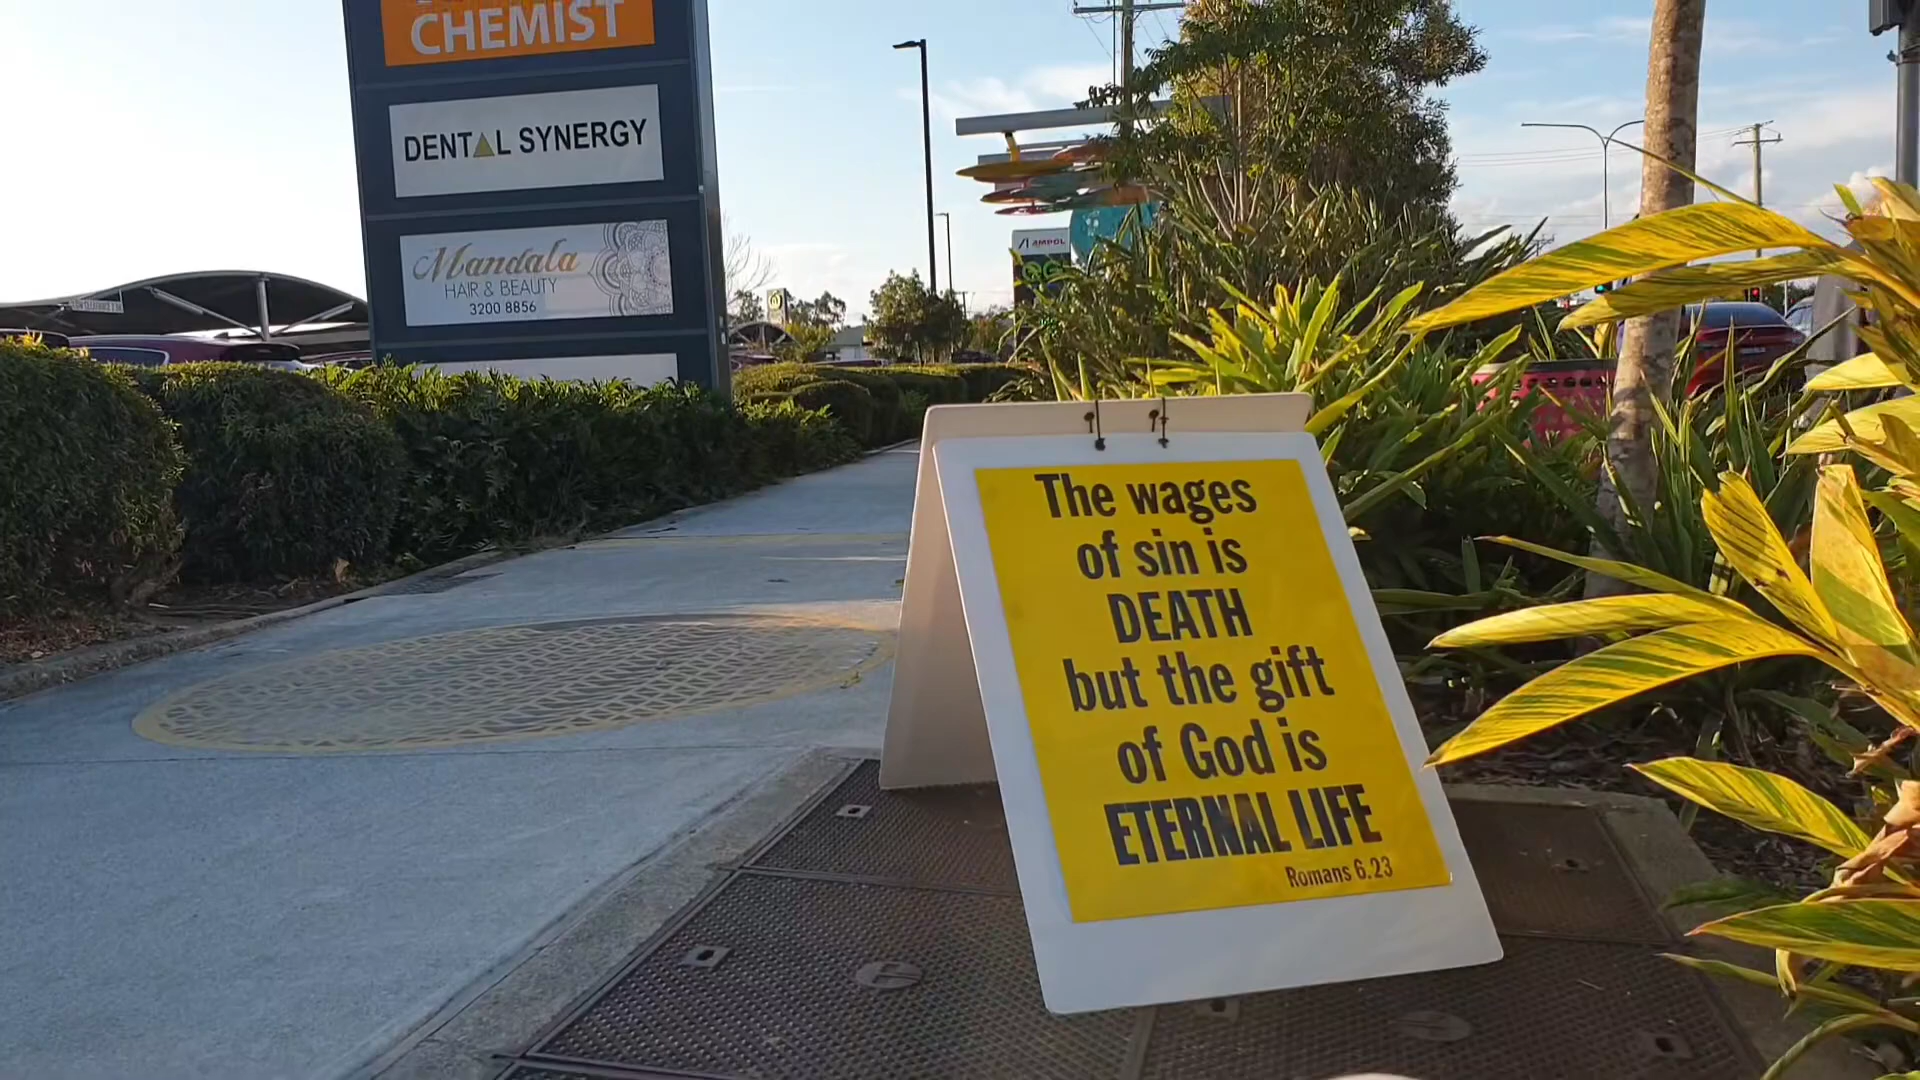 CHEMIST
DENTAL SYNERGY
Mandala
HAIR & BEAUTY
3200 8856
AMPOL
The wages
of sin is
DEATH
but the gift
of God is
ETERNAL LIFE
Romans 6.23